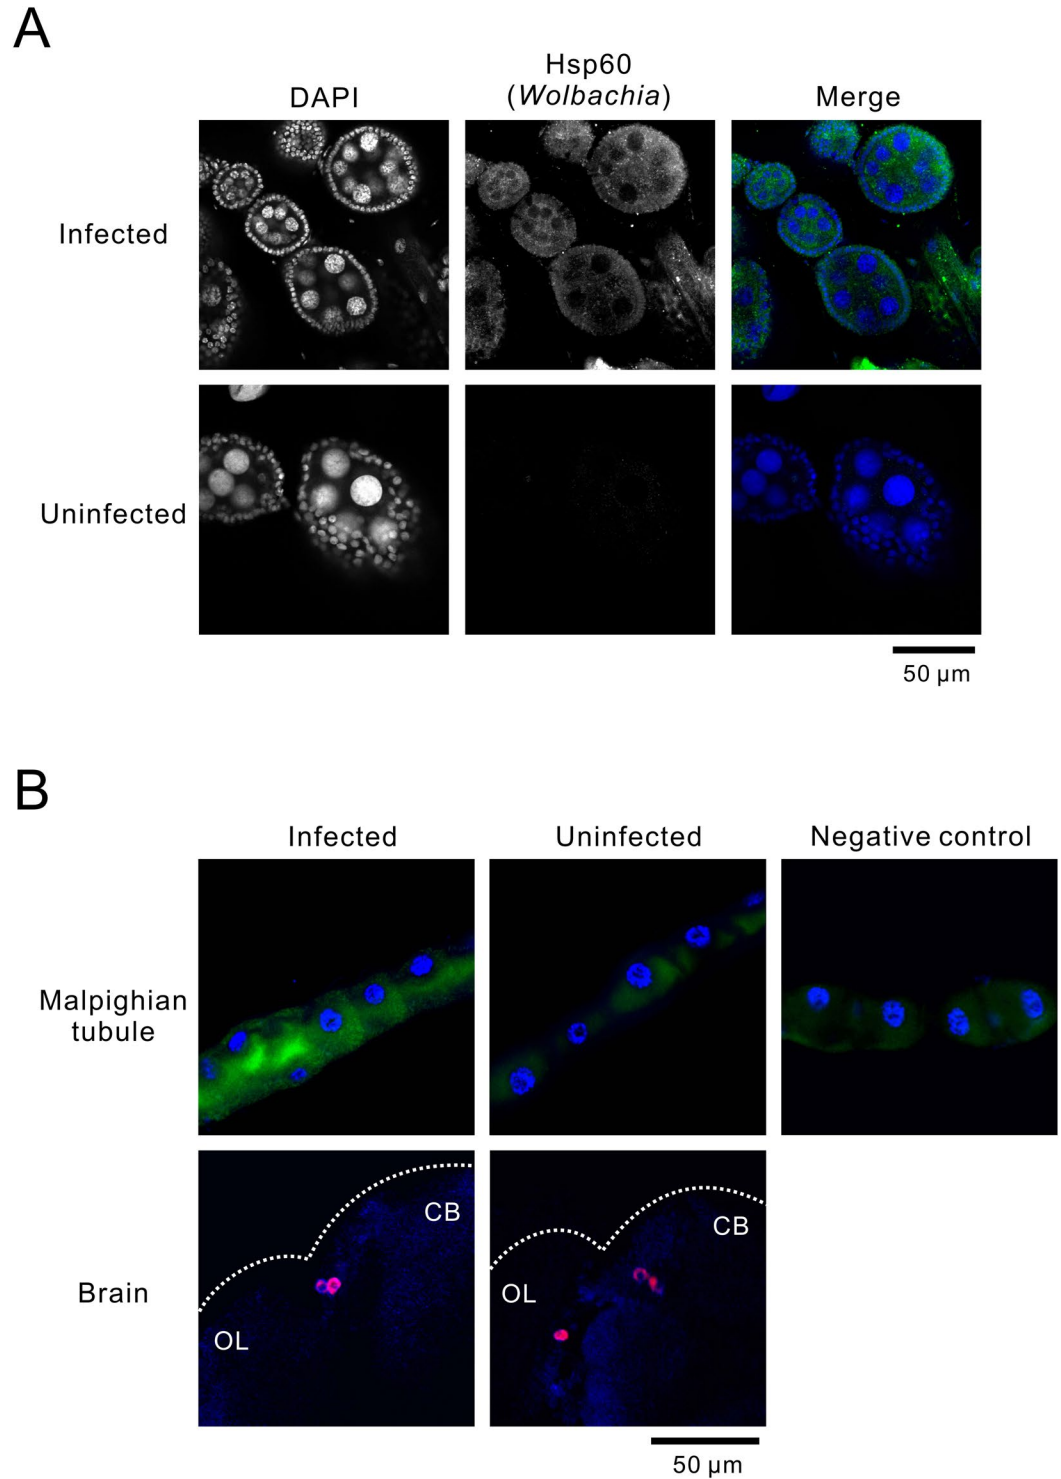 A
DAPI
Hsp60
(Wolbachia)
Merge
Infected
Uninfected
50 µm
B
Infected
Uninfected
Negative control
Malpighian
tubule
Brain
CB
OL
CB
OL
50 µm